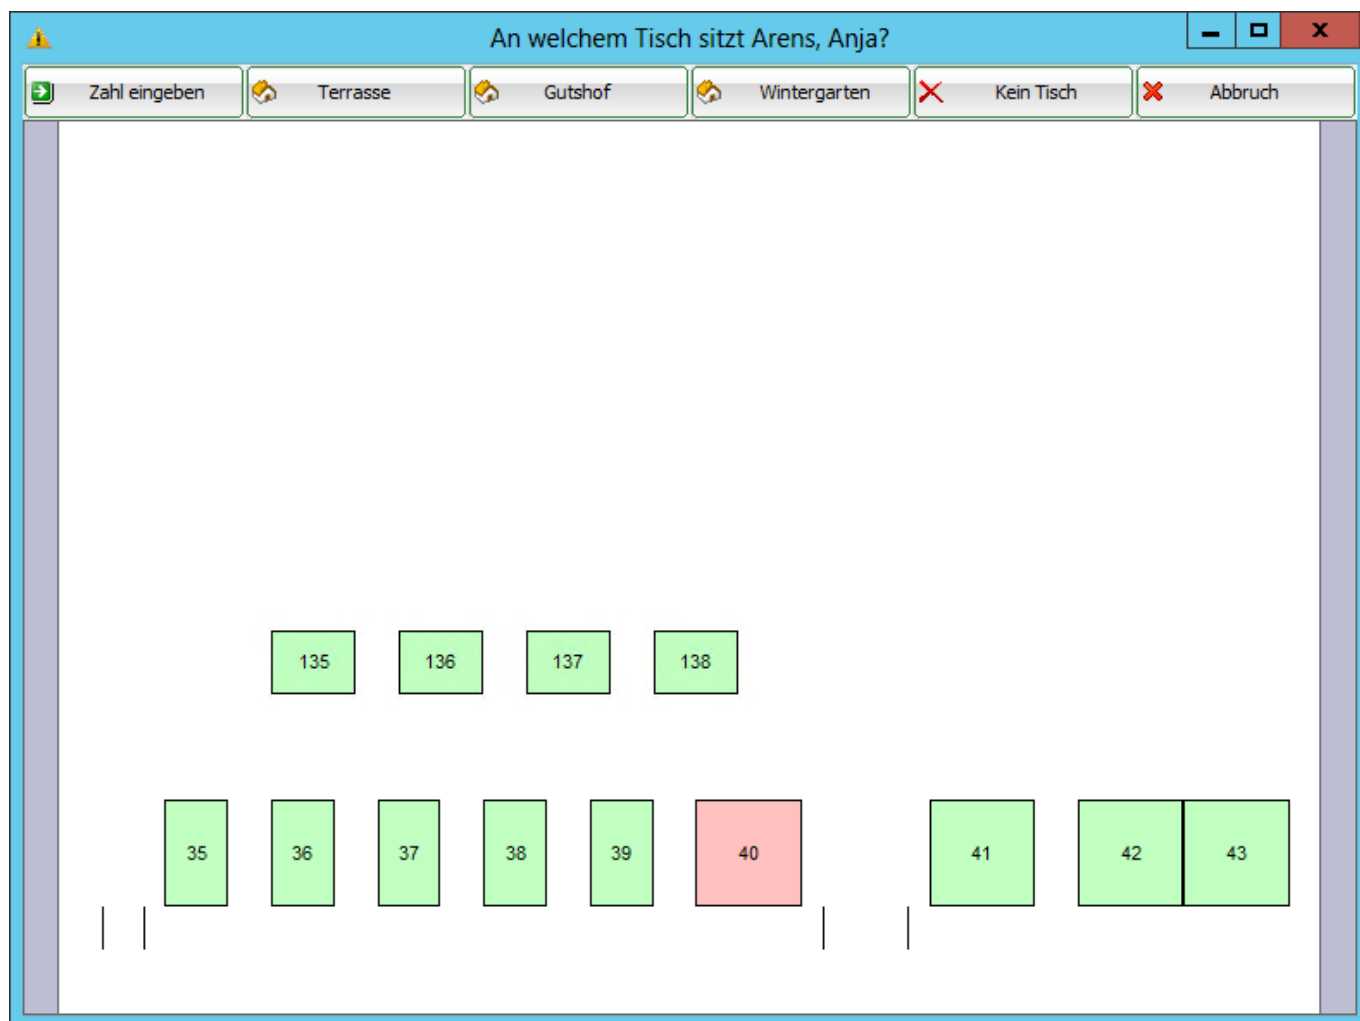 An welchem Tisch sitzt Arens, Anja?
Zahl eingeben Terrasse Gutshof Wintergarten Kein Tisch Abbruch
135 136 137 138
35 36 37 38 39 40 41 42 43